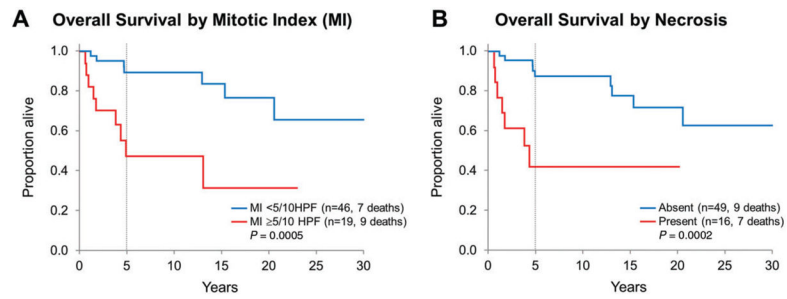 A
Overall Survival by Mitotic Index (MI)
Proportion alive
1.0
0.8
0.6
0.4
0.2
0.0
MI <5/10HPF (n=46, 7 deaths)
MI ≥5/10 HPF (n=19, 9 deaths)
P = 0.0005
0 5 10 15 20 25 30
Years
B
Overall Survival by Necrosis
Proportion alive
1.0
0.8
0.6
0.4
0.2
0.0
Absent (n=49, 9 deaths)
Present (n=16, 7 deaths)
P = 0.0002
0 5 10 15 20 25 30
Years